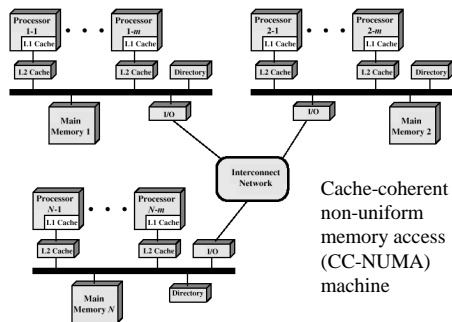 Processor
1-1
L1 Cache
Processor
1-m
L1 Cache
L2 Cache
L2 Cache
Directory
Main
Memory 1
I/O
Processor
2-1
L1 Cache
Processor
2-m
L1 Cache
L2 Cache
L2 Cache
Directory
I/O
Main
Memory 2
Interconnect
Network
Processor
N-1
L1 Cache
Processor
N-m
L1 Cache
L2 Cache
L2 Cache
I/O
Main
Memory N
Directory
Cache-coherent
non-uniform
memory access
(CC-NUMA)
machine